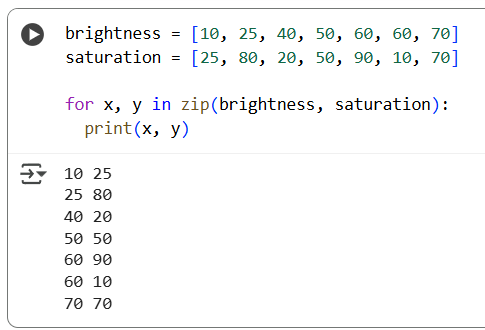 brightness = [10, 25, 40, 50, 60, 60, 70]
saturation = [25, 80, 20, 50, 90, 10, 70]

for x, y in zip(brightness, saturation):
  print(x, y)
10 25
25 80
40 20
50 50
60 90
60 10
70 70